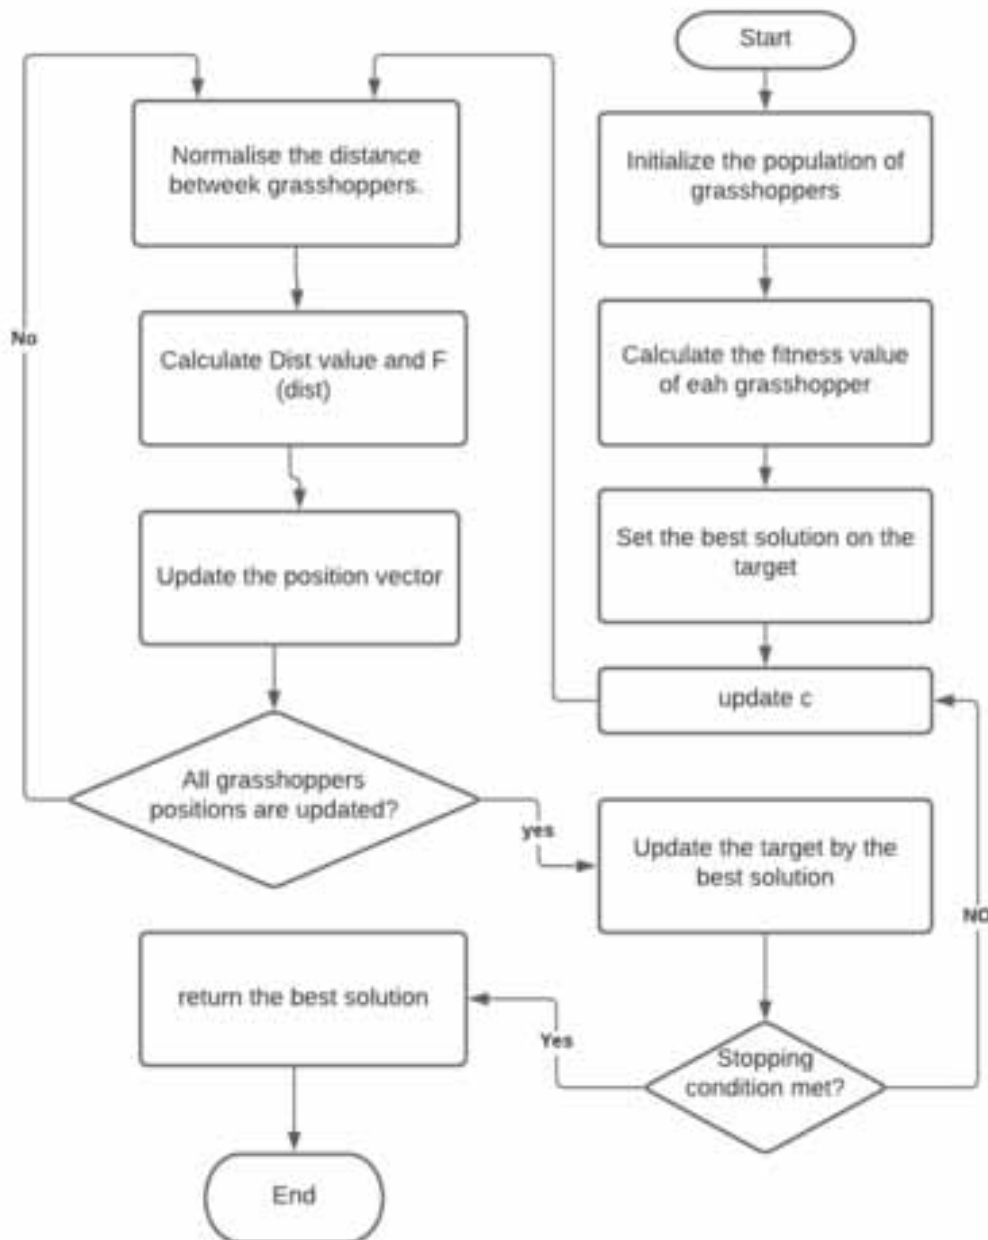 Start
Initialize the population of
grasshoppers
Calculate the fitness value
of eah grasshopper
Set the best solution on the
target
update c
Normalise the distance
betweek grasshoppers.
Calculate Dist value and F
(dist)
Update the position vector
All grasshoppers
positions are updated?
No
yes
Update the target by the
best solution
Stopping
condition met?
NO
Yes
return the best solution
End